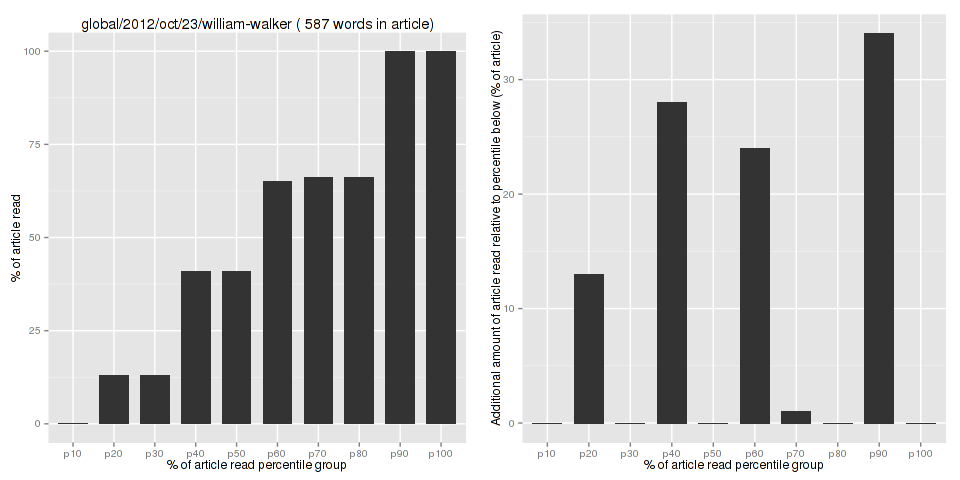 global/2012/oct/23/william-walker ( 587 words in article)
% of article read
100
75
50
25
0
p10 p20 p30 p40 p50 p60 p70 p80 p90 p100
% of article read percentile group
Additional amount of article read relative to percentile below (% of article)
30
20
10
0
p10 p20 p30 p40 p50 p60 p70 p80 p90 p100
% of article read percentile group